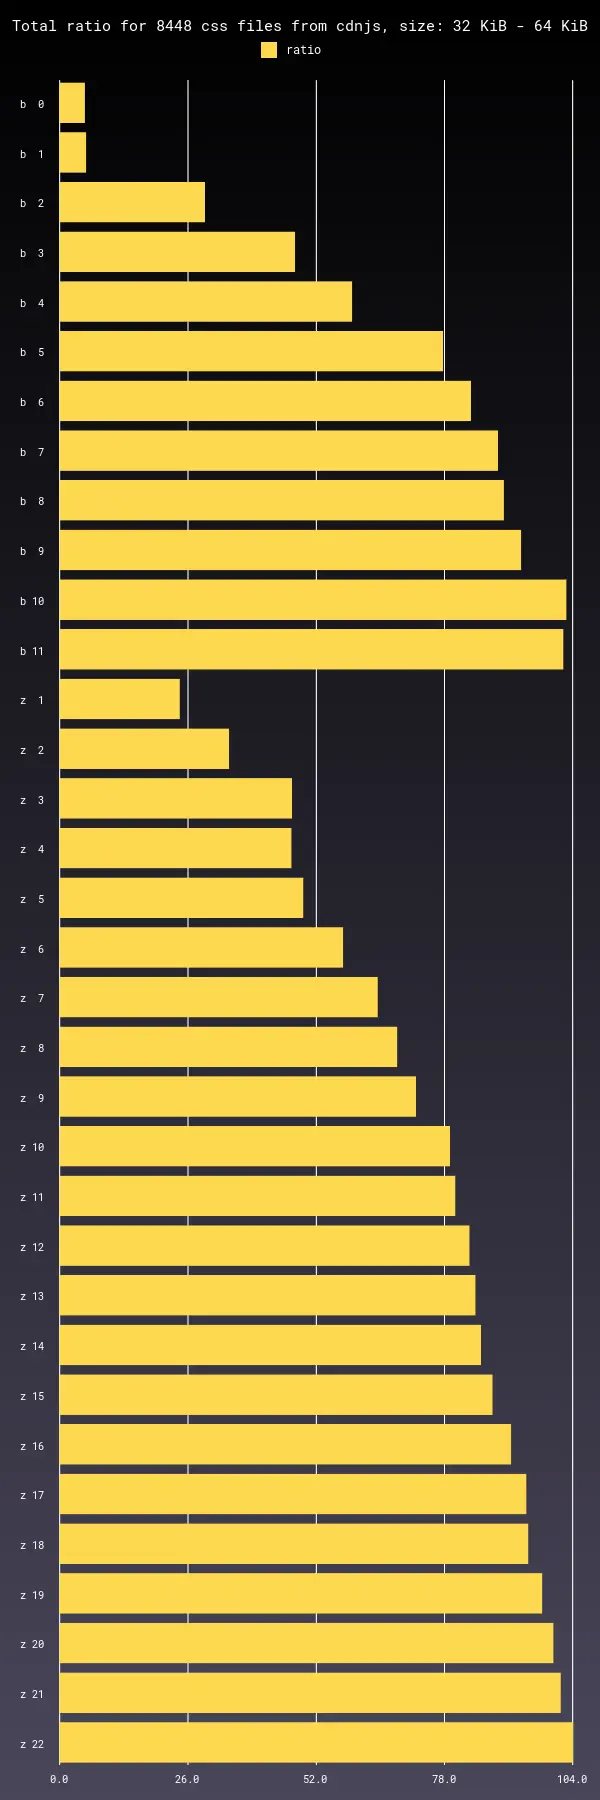 Total ratio for 8448 css files from cdnjs, size: 32 KiB - 64 KiB
ratio
b 0
b 1
b 2
b 3
b 4
b 5
b 6
b 7
b 8
b 9
b 10
b 11
z 1
z 2
z 3
z 4
z 5
z 6
z 7
z 8
z 9
z 10
z 11
z 12
z 13
z 14
z 15
z 16
z 17
z 18
z 19
z 20
z 21
z 22
0.0 26.0 52.0 78.0 104.0